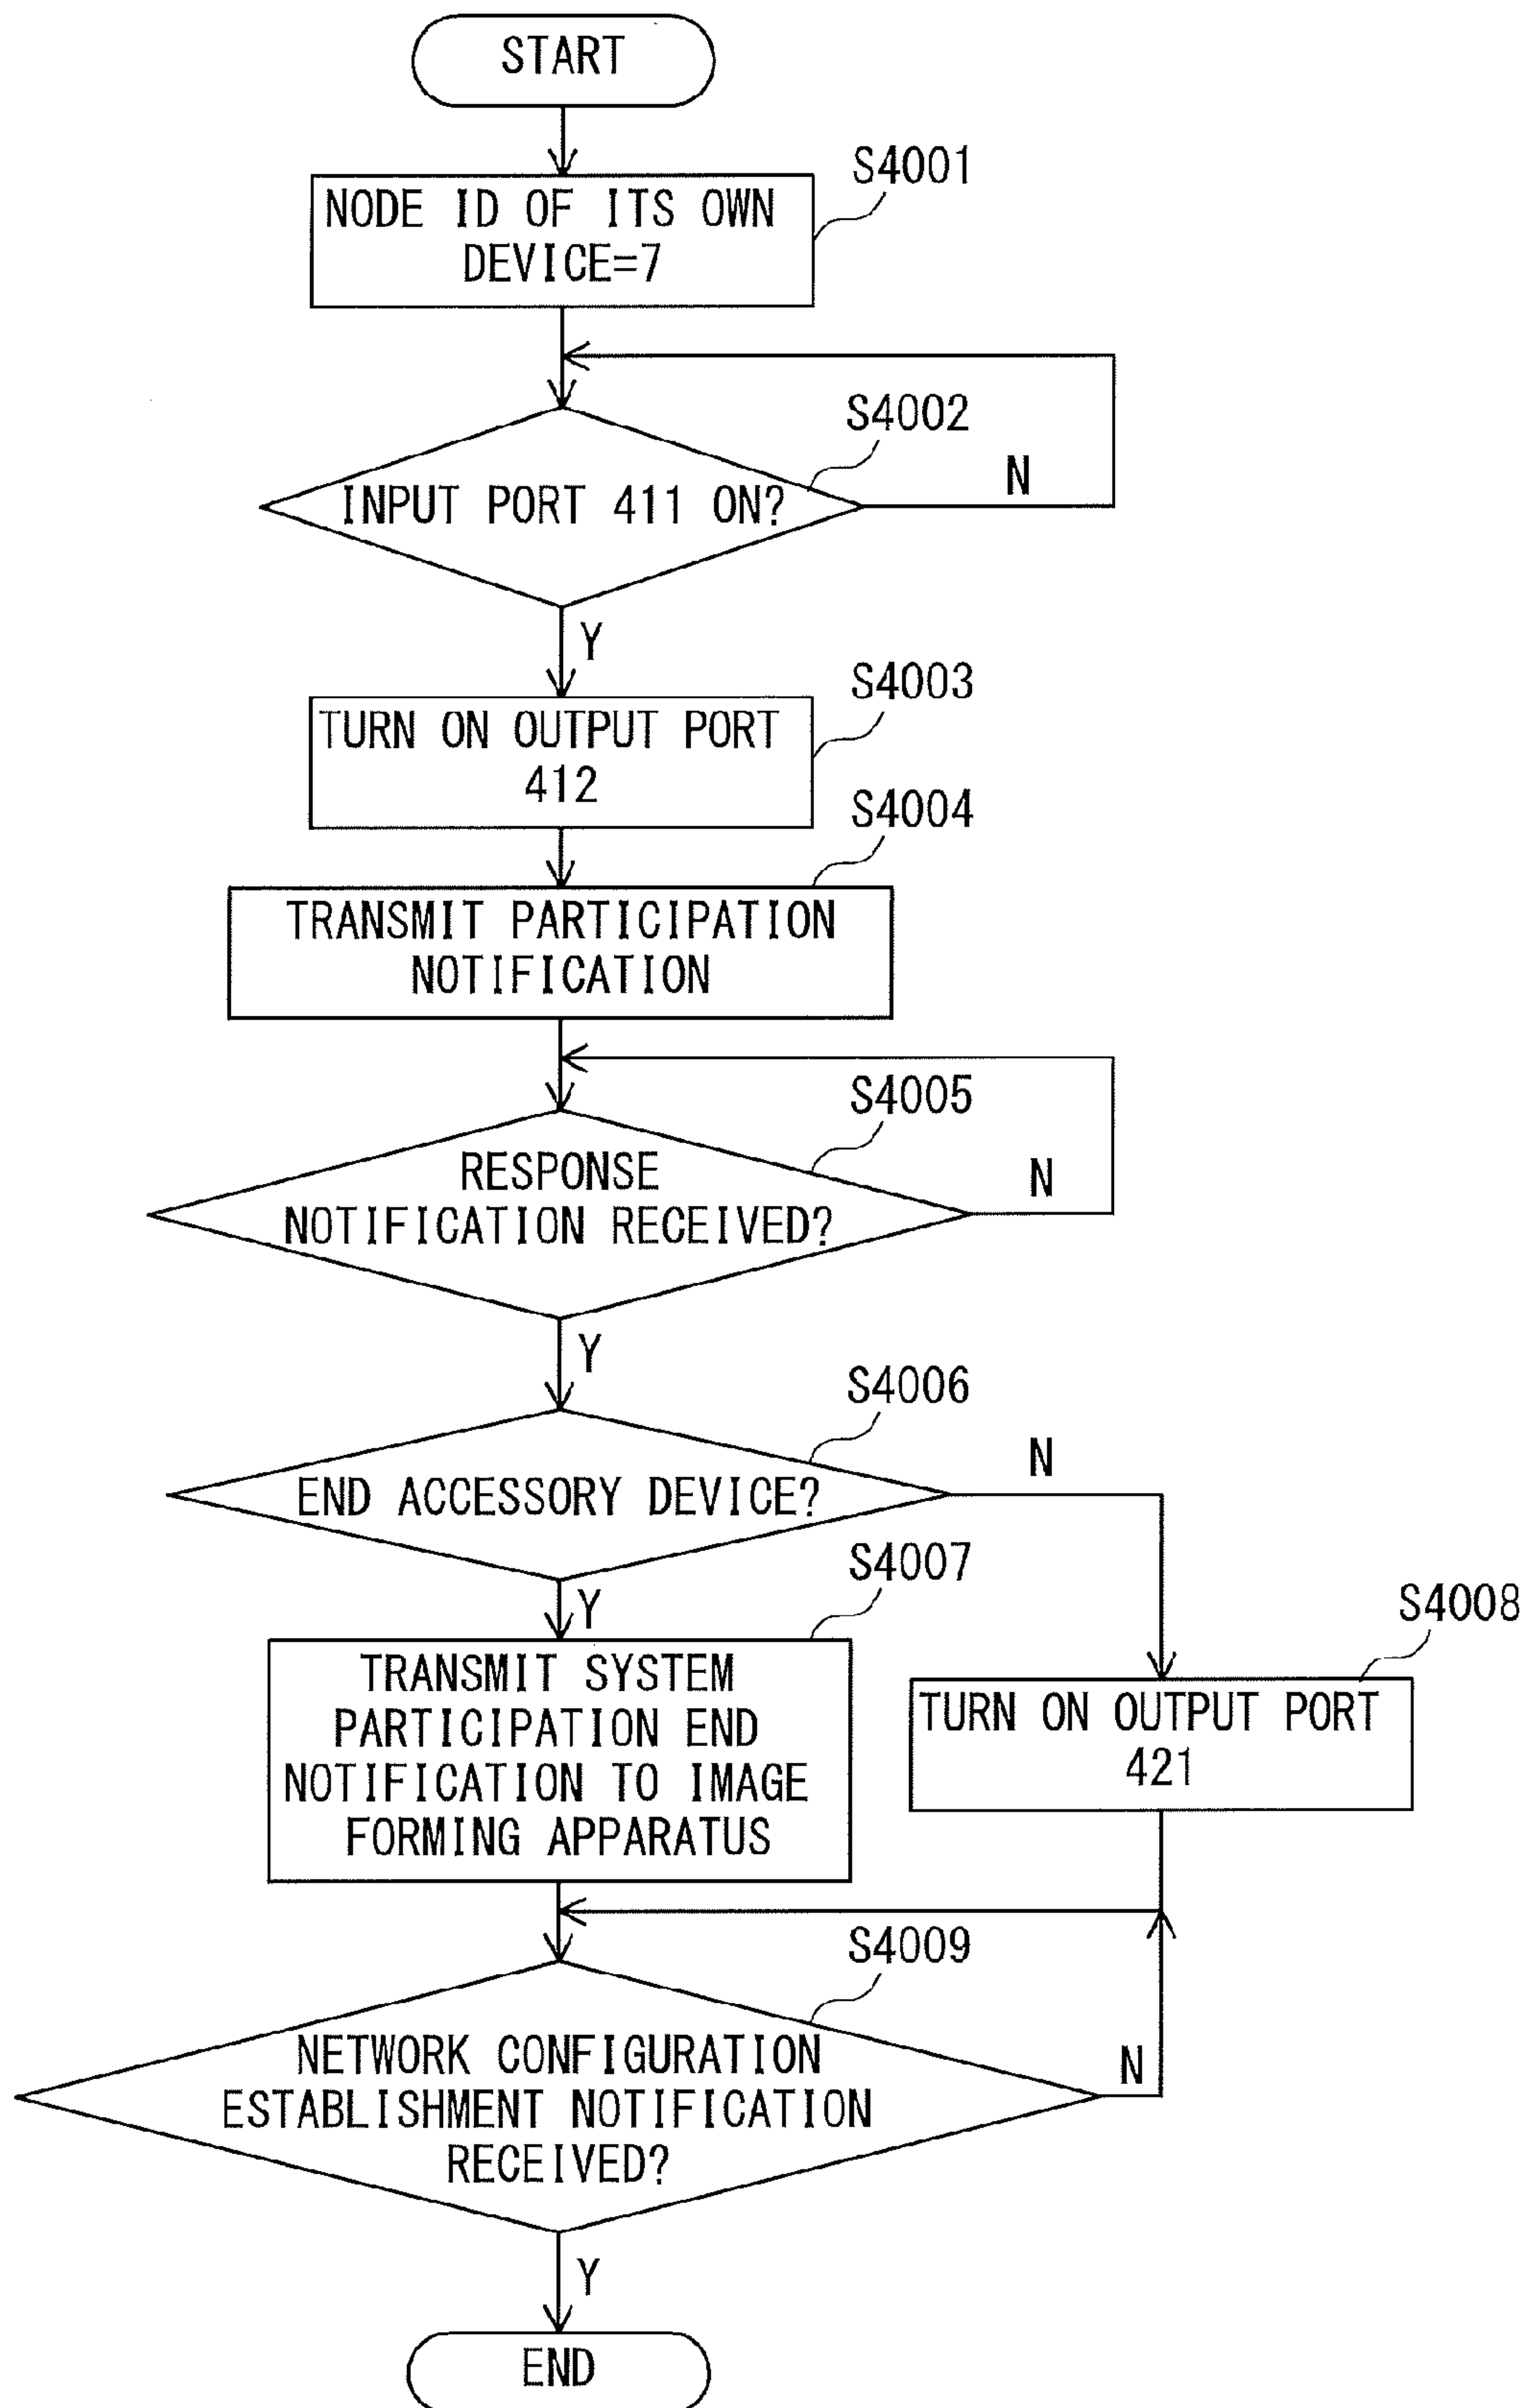 START
S4001
NODE ID OF ITS OWN
DEVICE=7
S4002
INPUT PORT 411 ON?
N
Y
S4003
TURN ON OUTPUT PORT
412
S4004
TRANSMIT PARTICIPATION
NOTIFICATION
S4005
RESPONSE
NOTIFICATION RECEIVED?
N
Y
S4006
END ACCESSORY DEVICE?
N
Y
S4007
TRANSMIT SYSTEM
PARTICIPATION END
NOTIFICATION TO IMAGE
FORMING APPARATUS
S4008
TURN ON OUTPUT PORT
421
S4009
NETWORK CONFIGURATION
ESTABLISHMENT NOTIFICATION
RECEIVED?
N
Y
END